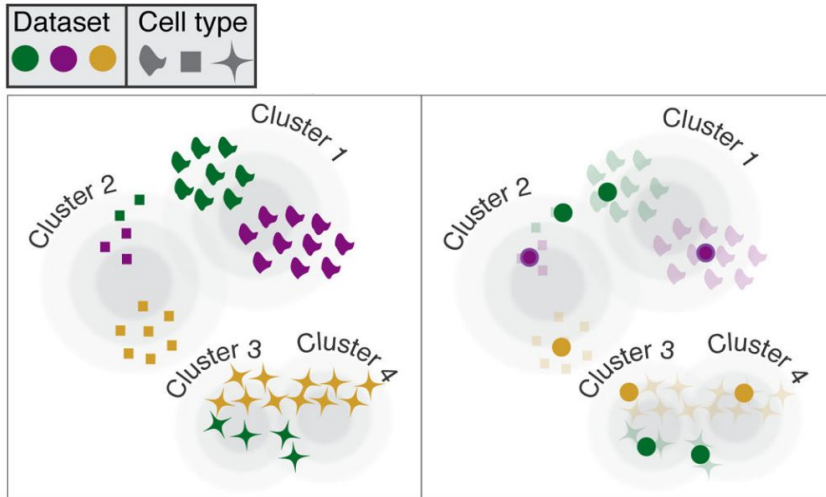 Dataset
Cell type
Cluster 1
Cluster 2
Cluster 3
Cluster 4
Cluster 1
Cluster 2
Cluster 3
Cluster 4